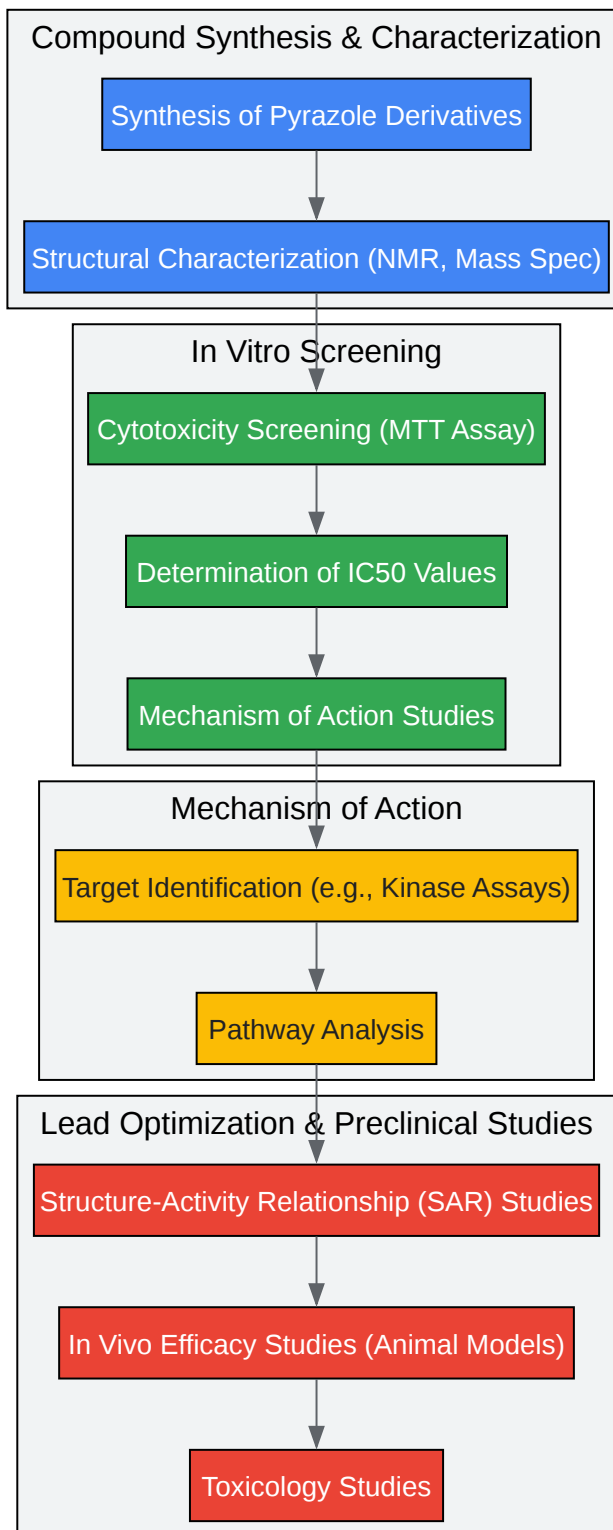 Compound Synthesis & Characterization
Synthesis of Pyrazole Derivatives
Structural Characterization (NMR, Mass Spec)
In Vitro Screening
Cytotoxicity Screening (MTT Assay)
Determination of IC50 Values
Mechanism of Action Studies
Mechanism of Action
Target Identification (e.g., Kinase Assays)
Pathway Analysis
Lead Optimization & Preclinical Studies
Structure-Activity Relationship (SAR) Studies
In Vivo Efficacy Studies (Animal Models)
Toxicology Studies